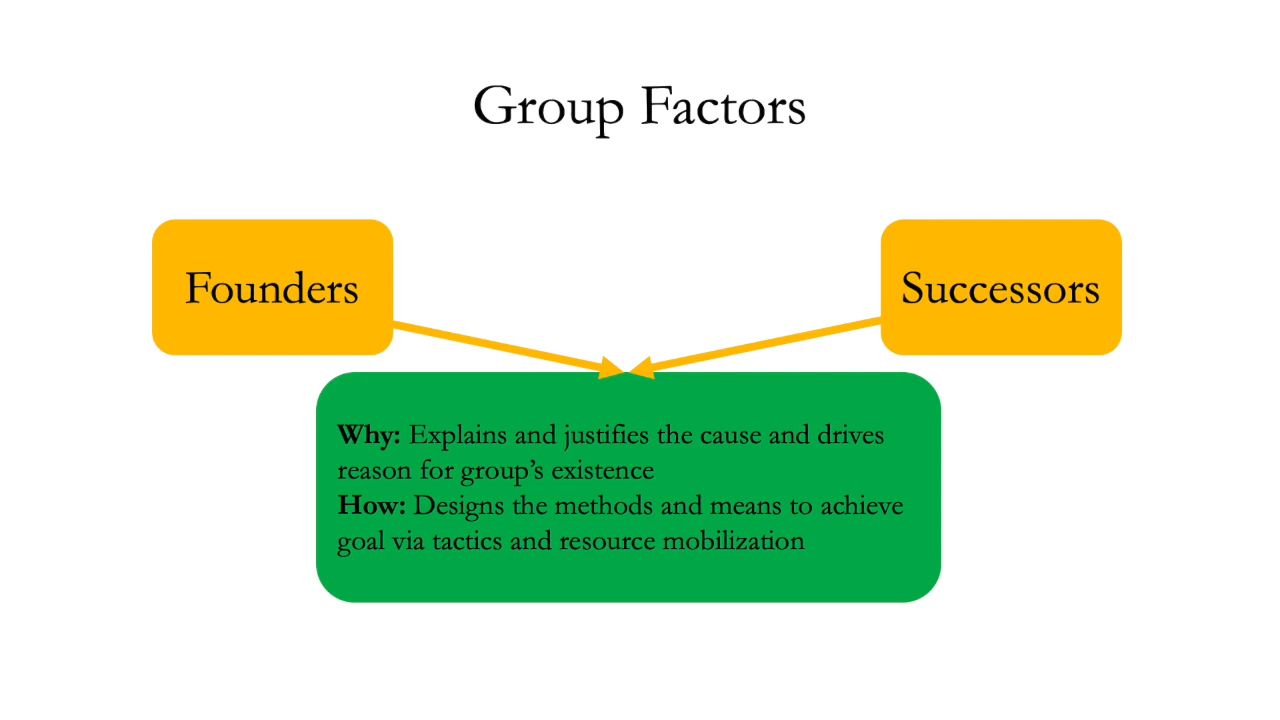 Group Factors
Founders
Successors
Why: Explains and justifies the cause and drives
reason for group’s existence
How: Designs the methods and means to achieve
goal via tactics and resource mobilization